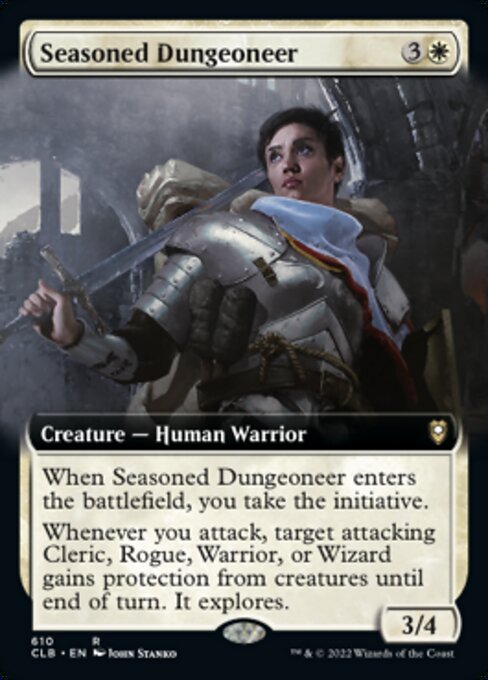 Seasoned Dungeoneer 3
Creature — Human Warrior
When Seasoned Dungeoneer enters
the battlefield, you take the initiative.
Whenever you attack, target attacking
Cleric, Rogue, Warrior, or Wizard
gains protection from creatures until
end of turn. It explores.
3/4
610 R
CLB • EN John Stanko
™ & © 2022 Wizards of the Coast